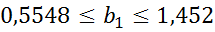 0,5548 ≤ b₁ ≤ 1,452